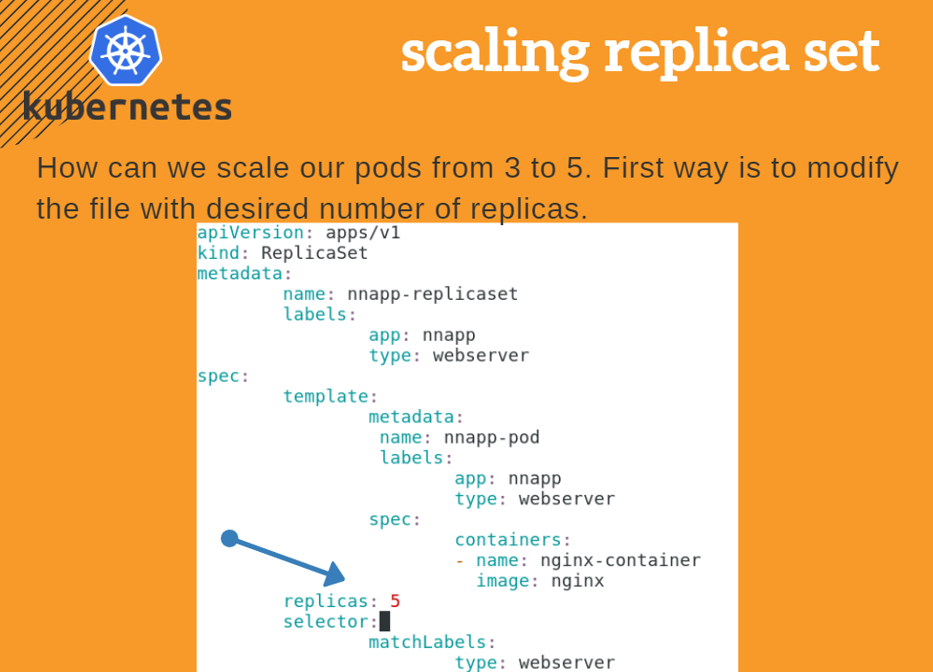 kubernetes
scaling replica set
How can we scale our pods from 3 to 5. First way is to modify
the file with desired number of replicas.
apiVersion: apps/v1
kind: ReplicaSet
metadata:
name: nnapp-replicaset
labels:
app: nnapp
type: webserver
spec:
template:
metadata:
name: nnapp-pod
labels:
app: nnapp
type: webserver
spec:
containers:
- name: nginx-container
image: nginx
replicas: 5
selector:
matchLabels:
type: webserver